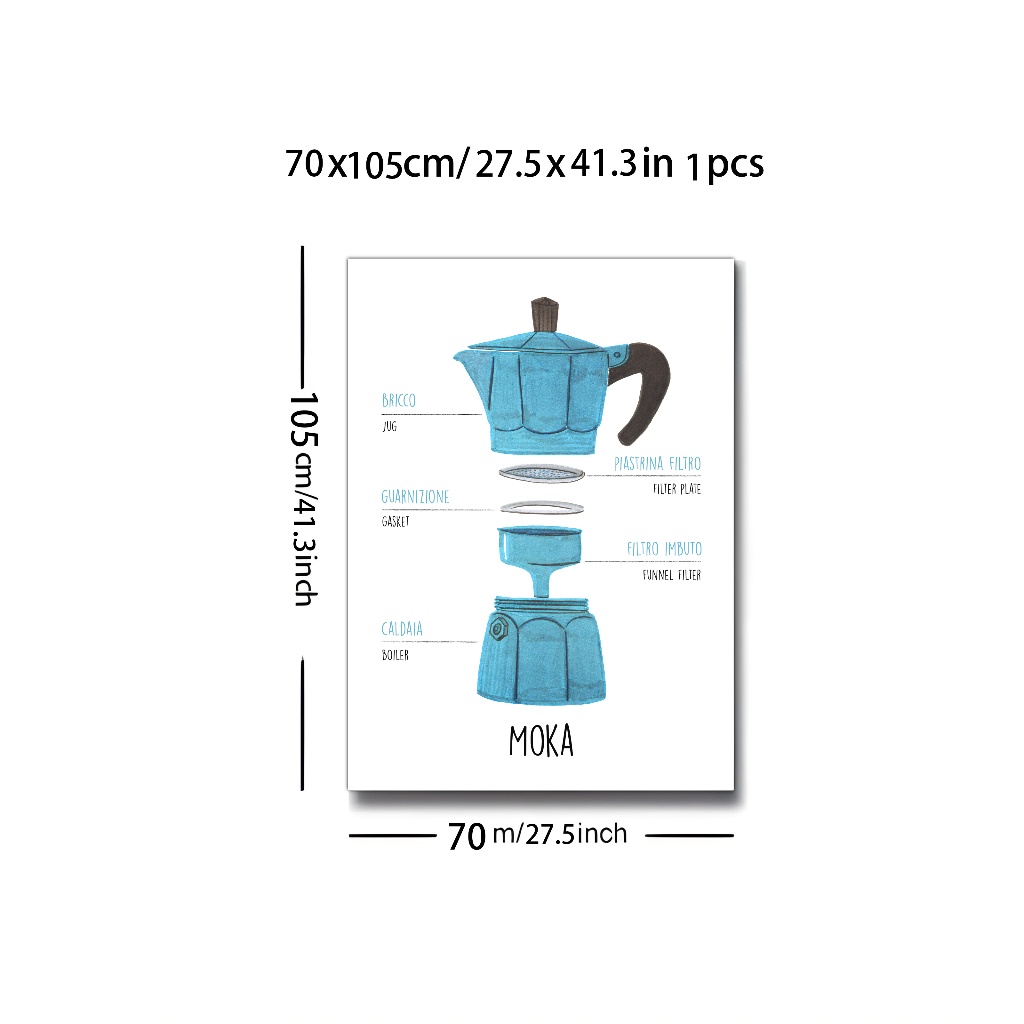 70x105cm/27.5x41.3in 1pcs
105cm/41.3inch
BRICCO
JUG
PIASTRINA FILTRO
FILTER PLATE
GUARNIZIONE
GASKET
FILTRO IMBUTO
FUNNEL FILTER
CALDAIA
BOILER
MOKA
70 m/27.5inch